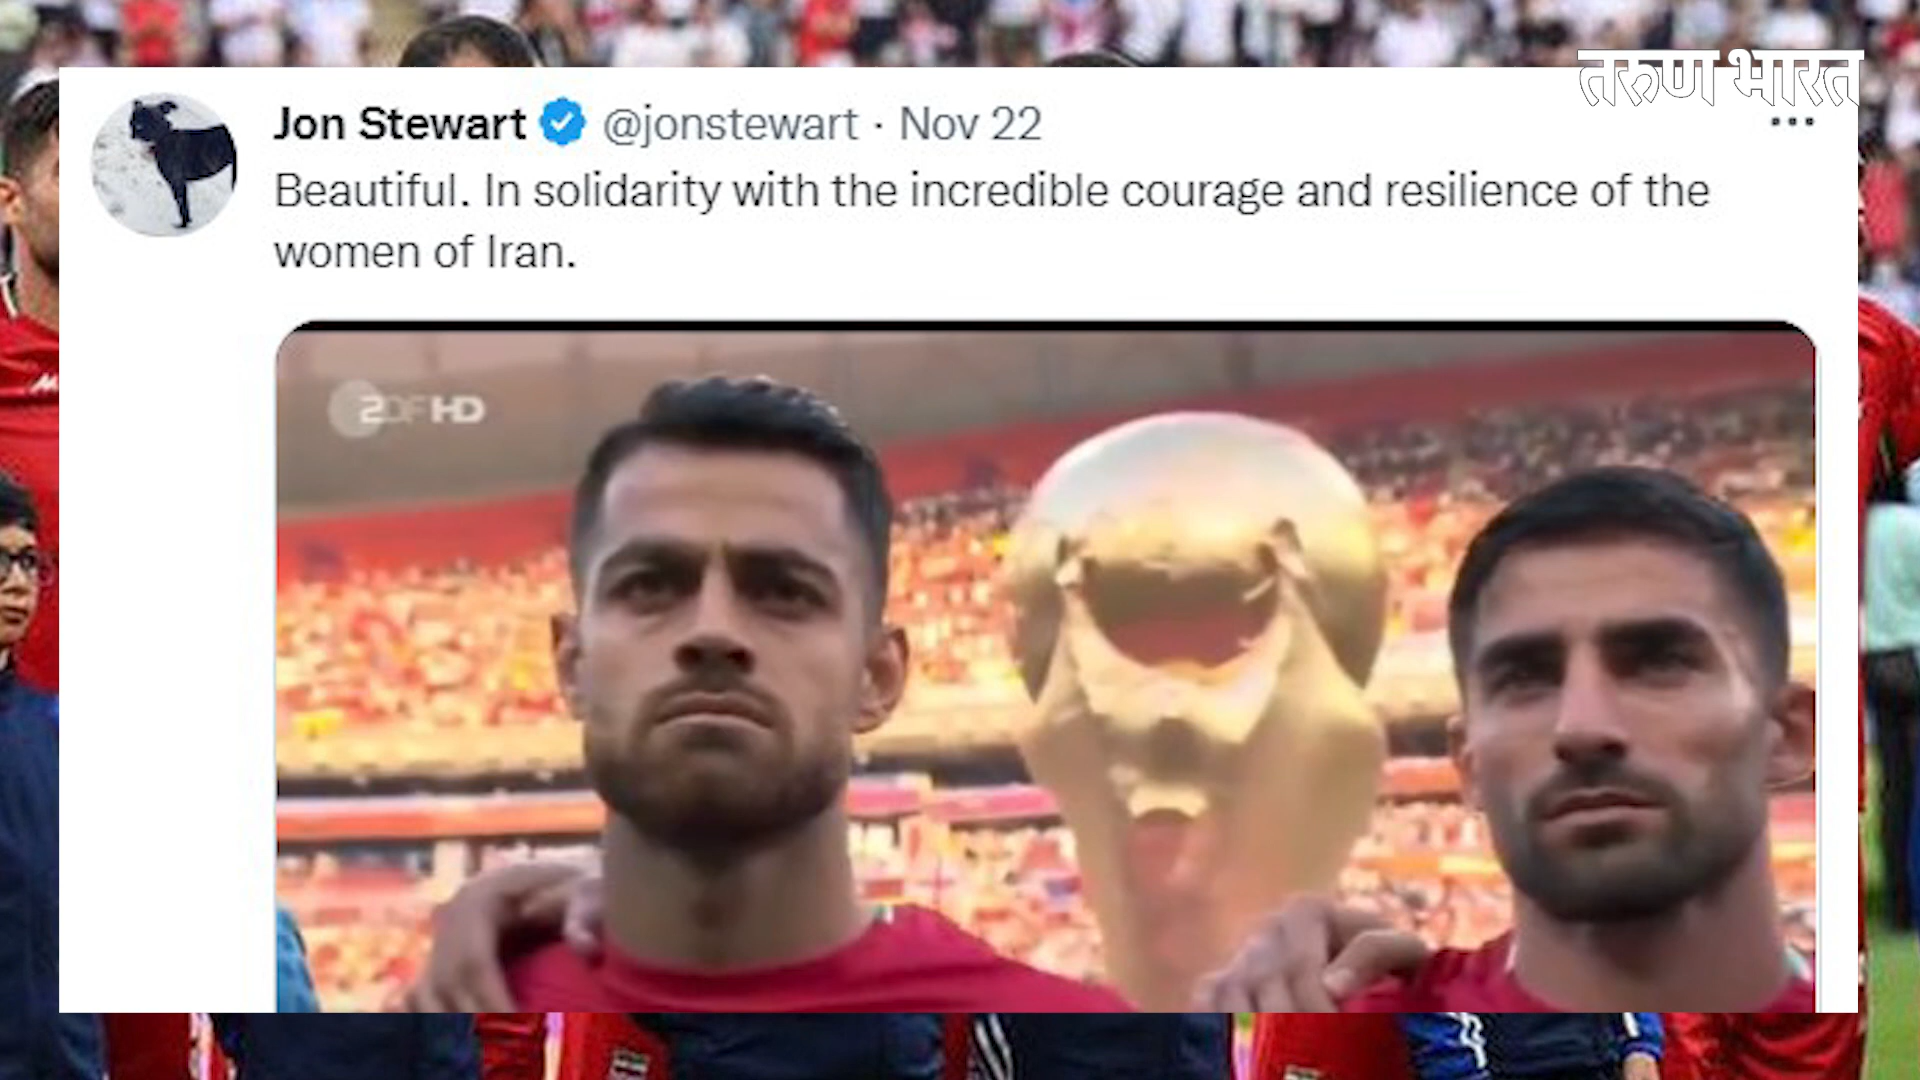 तरुण भारत
Jon Stewart @jonstewart · Nov 22
Beautiful. In solidarity with the incredible courage and resilience of the
women of Iran.
ZDF HD